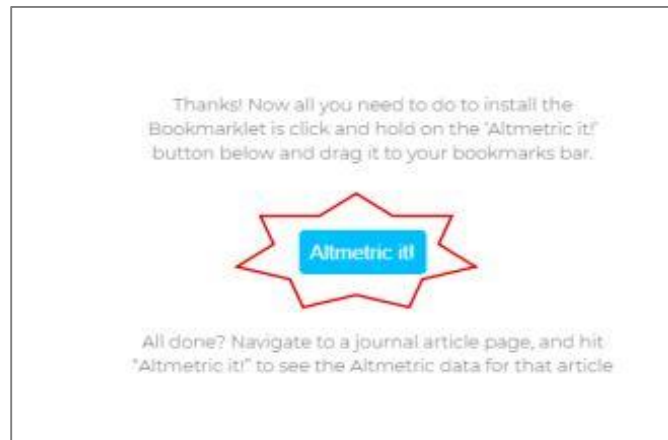 Thanks! Now all you need to do to install the
Bookmarklet is click and hold on the 'Altmetric it!'
button below and drag it to your bookmarks bar.
Altmetric it!
All done? Navigate to a journal article page, and hit
"Altmetric it!" to see the Altmetric data for that article